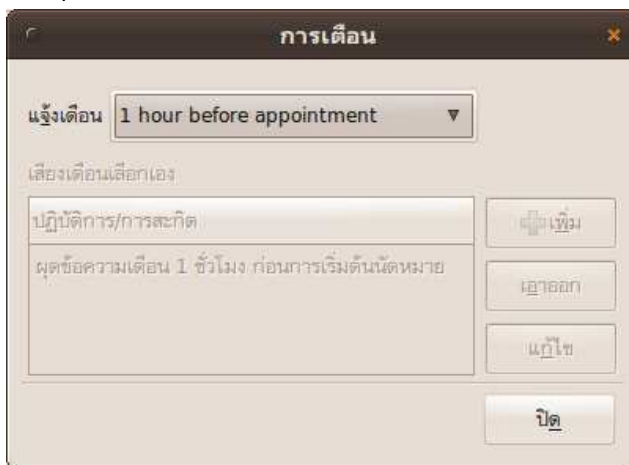 การเตือน
แจ้งเตือน 1 hour before appointment
เสียงเตือนเลือกเอง
ปฏิบัติการ/การสะกิด
ผุดข้อความเตือน 1 ชั่วโมง ก่อนการเริ่มต้นนัดหมาย
เพิ่ม
เอาออก
แก้ไข
ปิด